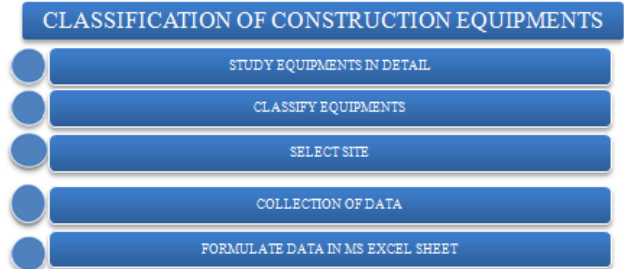 CLASSIFICATION OF CONSTRUCTION EQUIPMENTS
STUDY EQUIPMENTS IN DETAIL
CLASSIFY EQUIPMENTS
SELECT SITE
COLLECTION OF DATA
FORMULATE DATA IN MS EXCEL SHEET